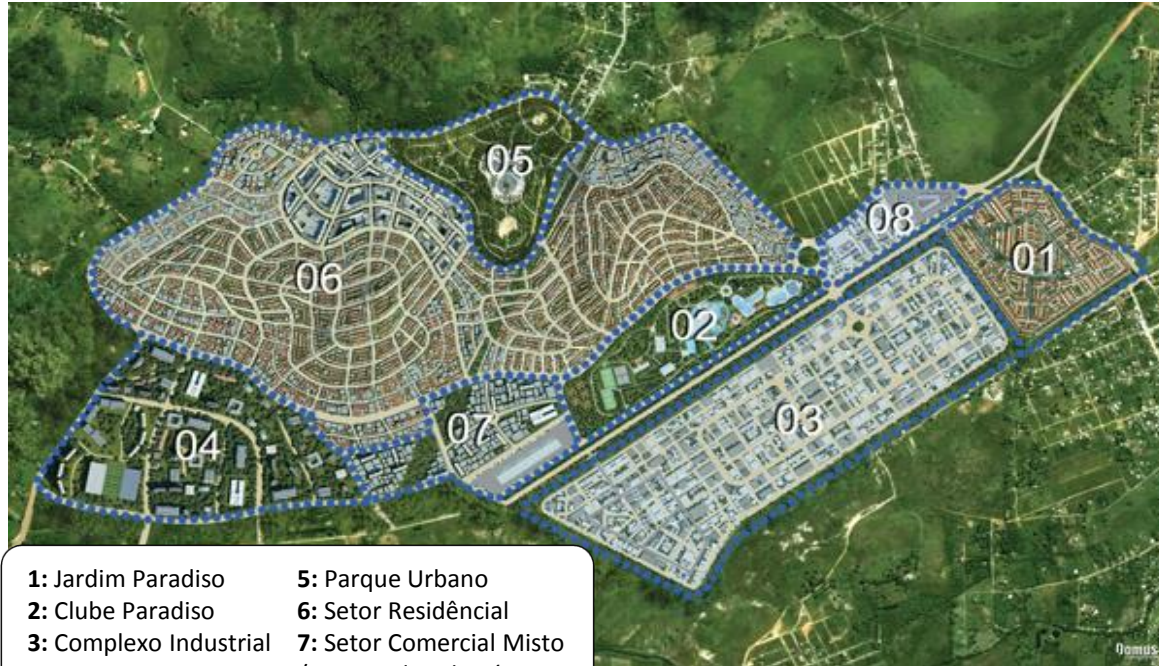 05
08
06
01
02
07
03
04
1: Jardim Paradiso
5: Parque Urbano
2: Clube Paradiso
6: Setor Residêncial
3: Complexo Industrial
7: Setor Comercial Misto
Domus